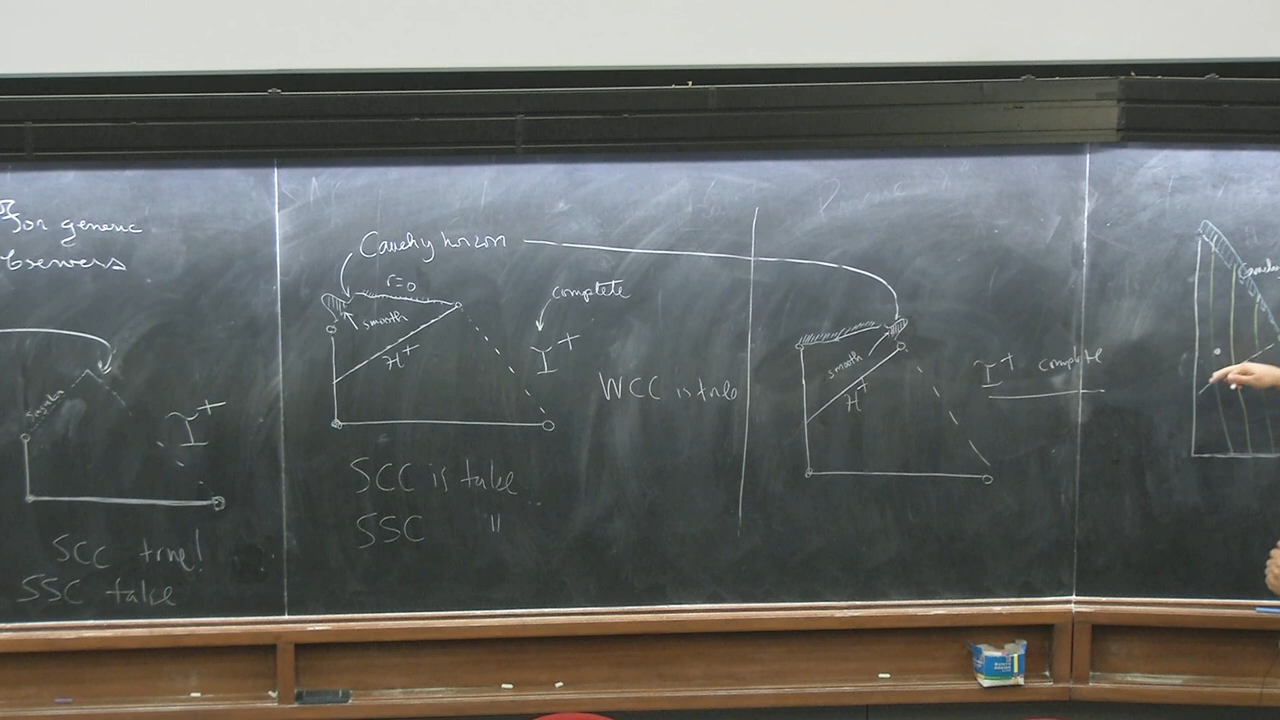 For generic
observers
singular
I+
SCC true!
SSC false
Cauchy horizon
r=0
smooth
H+
complete
I+
WCC is true
SCC is false
SSC "
smooth
H+
I+ complete